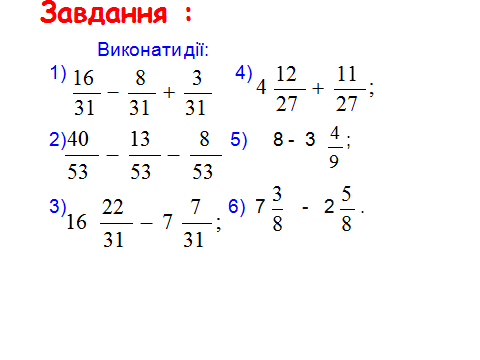 Завдання :
Виконати дії:
1) 16/31 − 8/31 + 3/31
4) 4 12/27 + 11/27 ;
2) 40/53 − 13/53 − 8/53
5) 8 - 3 4/9 ;
3) 16 22/31 − 7 7/31 ;
6) 7 3/8 - 2 5/8 .